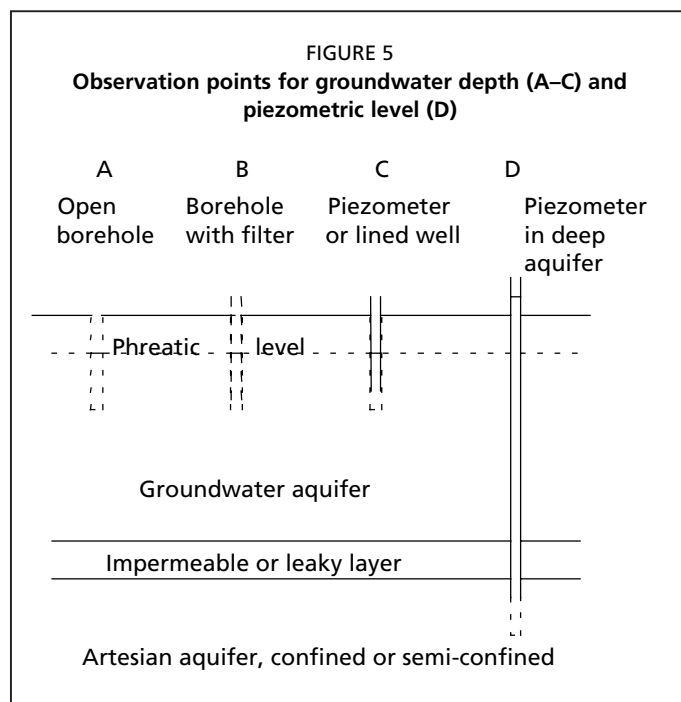 FIGURE 5
Observation points for groundwater depth (A–C) and
piezometric level (D)
A
Open
borehole
B
Borehole
with filter
C
Piezometer
or lined well
D
Piezometer
in deep
aquifer
Phreatic level
Groundwater aquifer
Impermeable or leaky layer
Artesian aquifer, confined or semi-confined